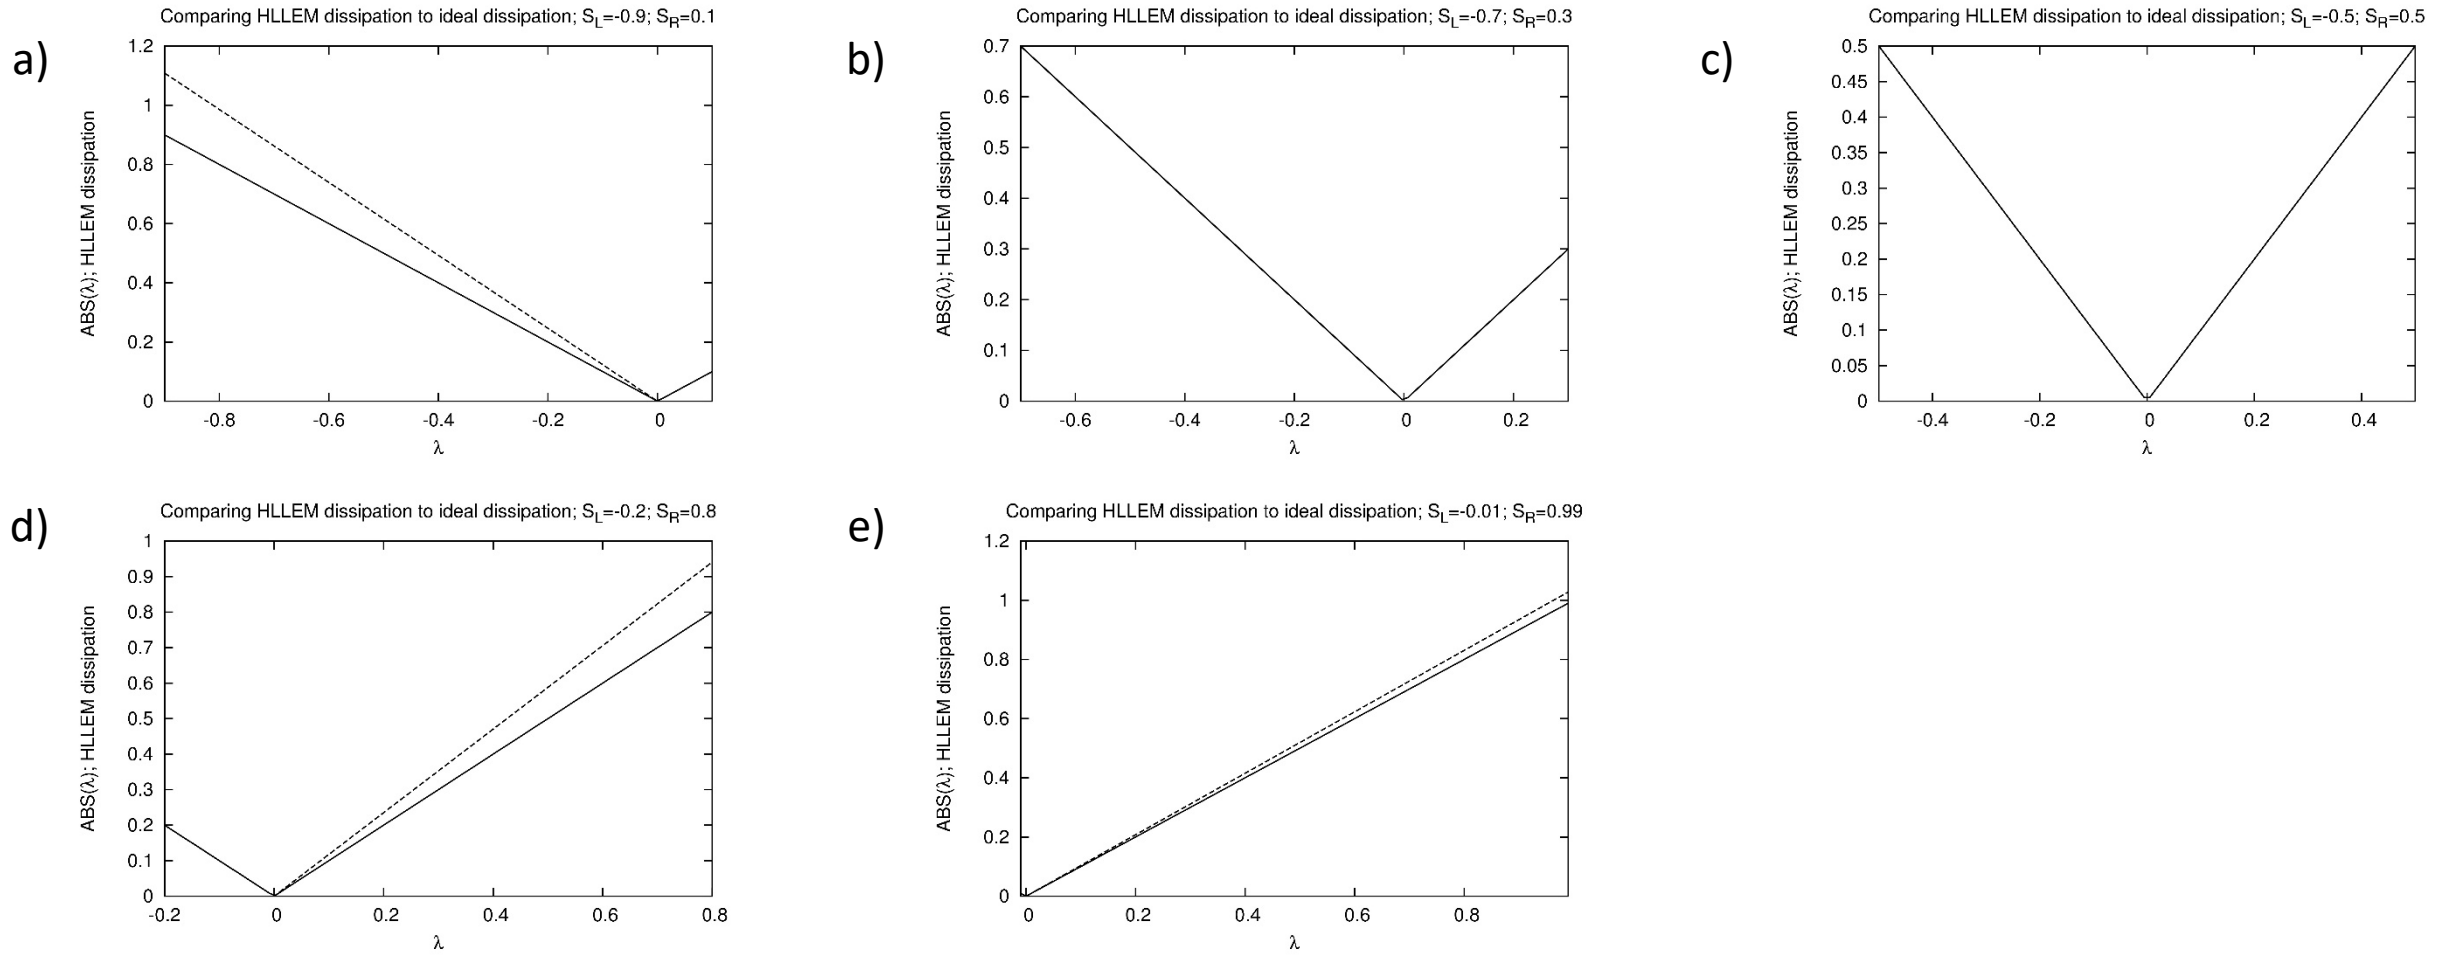 a)
Comparing HLLEM dissipation to ideal dissipation; S_L=-0.9; S_R=0.1
ABS(λ); HLLEM dissipation
1.2
1
0.8
0.6
0.4
0.2
0
-0.8 -0.6 -0.4 -0.2 0
λ
b)
Comparing HLLEM dissipation to ideal dissipation; S_L=-0.7; S_R=0.3
ABS(λ); HLLEM dissipation
0.7
0.6
0.5
0.4
0.3
0.2
0.1
0
-0.6 -0.4 -0.2 0 0.2
λ
c)
Comparing HLLEM dissipation to ideal dissipation; S_L=-0.5; S_R=0.5
ABS(λ); HLLEM dissipation
0.5
0.45
0.4
0.35
0.3
0.25
0.2
0.15
0.1
0.05
0
-0.4 -0.2 0 0.2 0.4
λ
d)
Comparing HLLEM dissipation to ideal dissipation; S_L=-0.2; S_R=0.8
ABS(λ); HLLEM dissipation
1
0.9
0.8
0.7
0.6
0.5
0.4
0.3
0.2
0.1
0
-0.2 0 0.2 0.4 0.6 0.8
λ
e)
Comparing HLLEM dissipation to ideal dissipation; S_L=-0.01; S_R=0.99
ABS(λ); HLLEM dissipation
1.2
1
0.8
0.6
0.4
0.2
0
0 0.2 0.4 0.6 0.8
λ